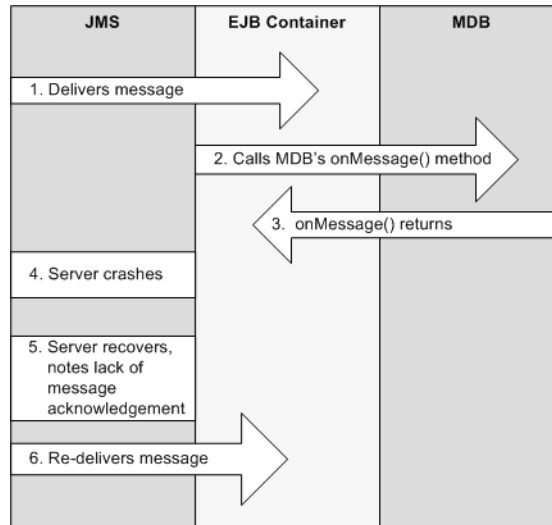 JMS EJB Container MDB
1. Delivers message
2. Calls MDB's onMessage() method
3. onMessage() returns
4. Server crashes
5. Server recovers,
notes lack of
message
acknowledgement
6. Re-delivers message